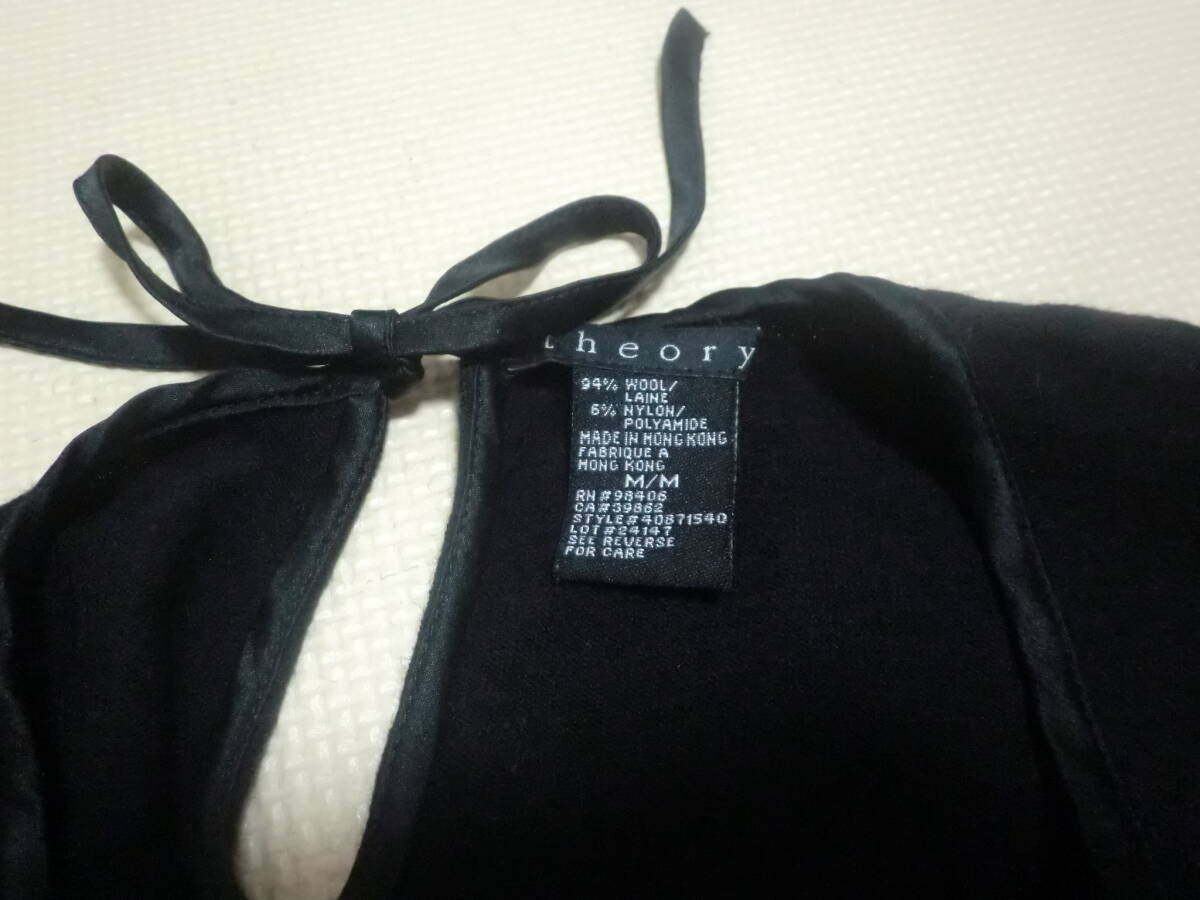 theory
94% WOOL/
LAINE
6% NYLON/
POLYAMIDE
MADE IN HONG KONG
FABRIQUE A
HONG KONG
M/M
RN#98406
CA#39862
STYLE#40871540
LOT#24147
SEE REVERSE
FOR CARE